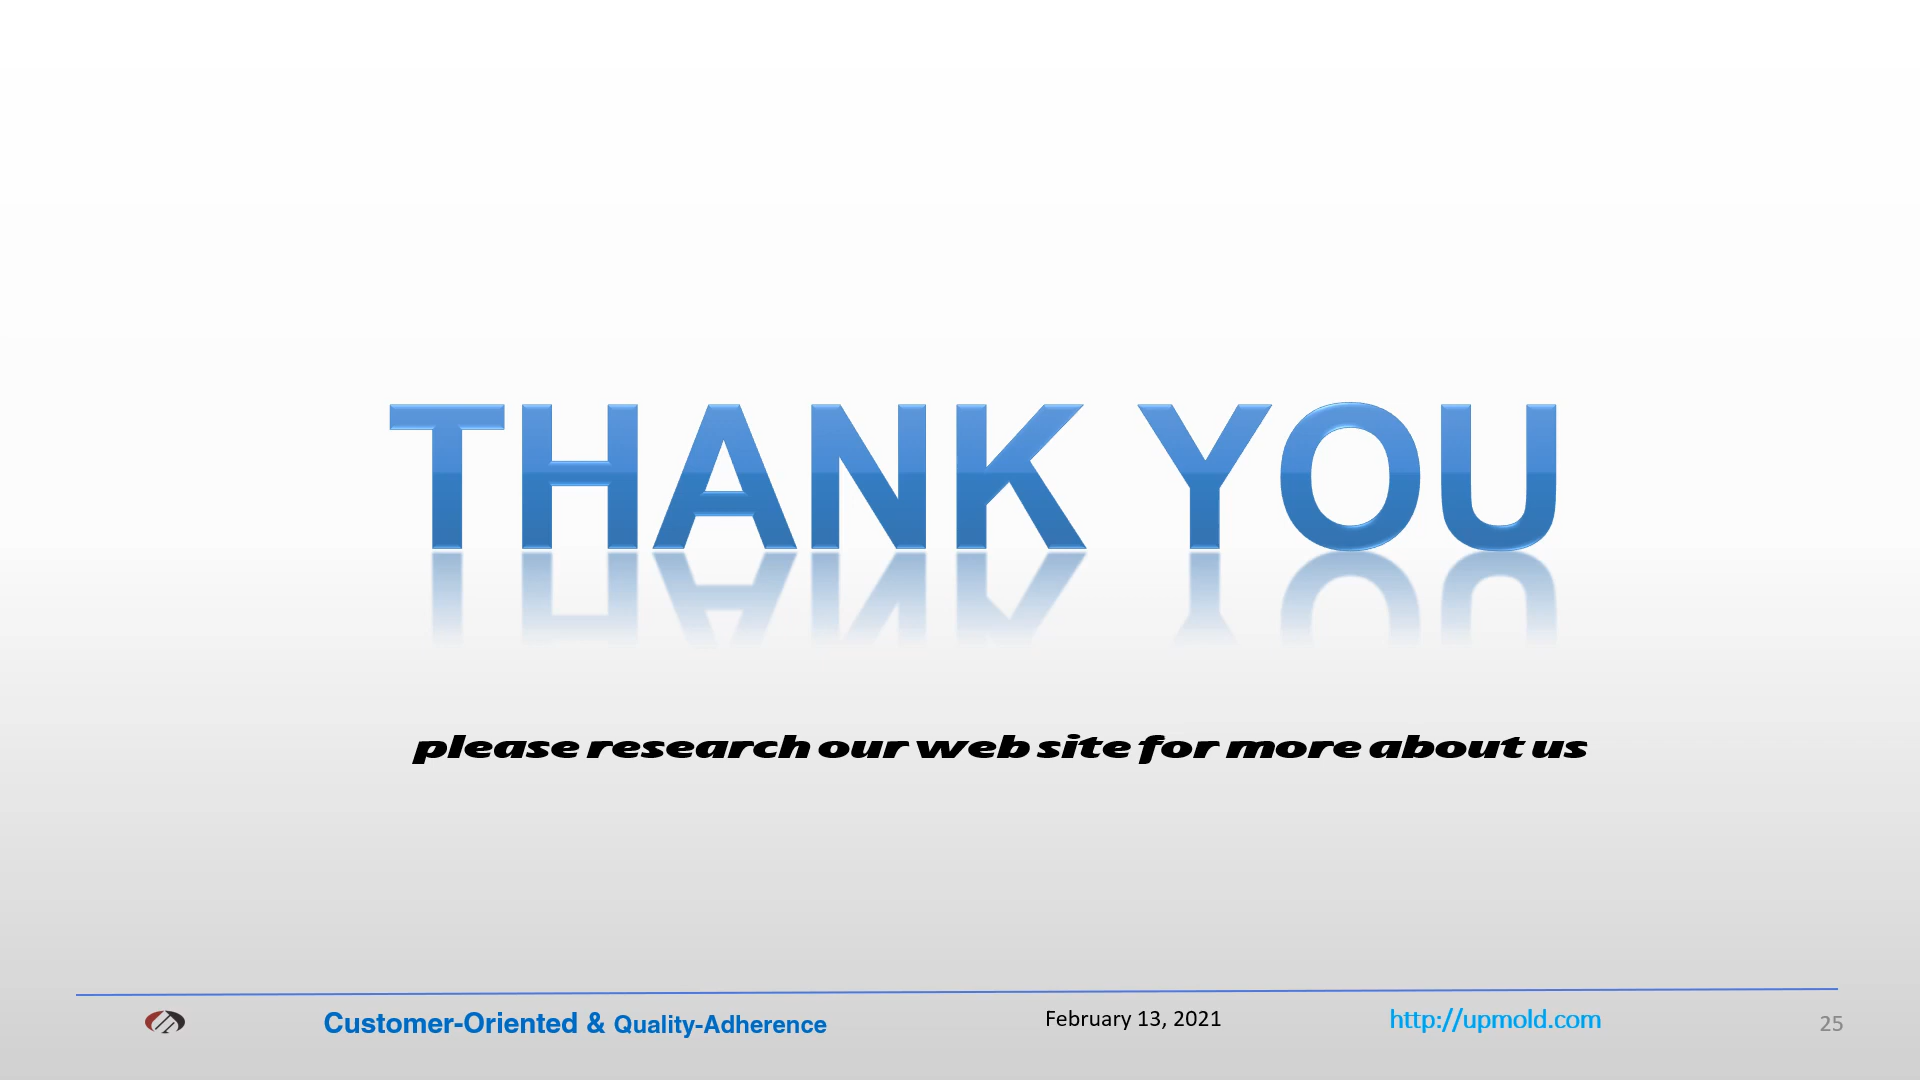 THANK YOU
please research our web site for more about us
Customer-Oriented & Quality-Adherence
February 13, 2021
http://upmold.com
25